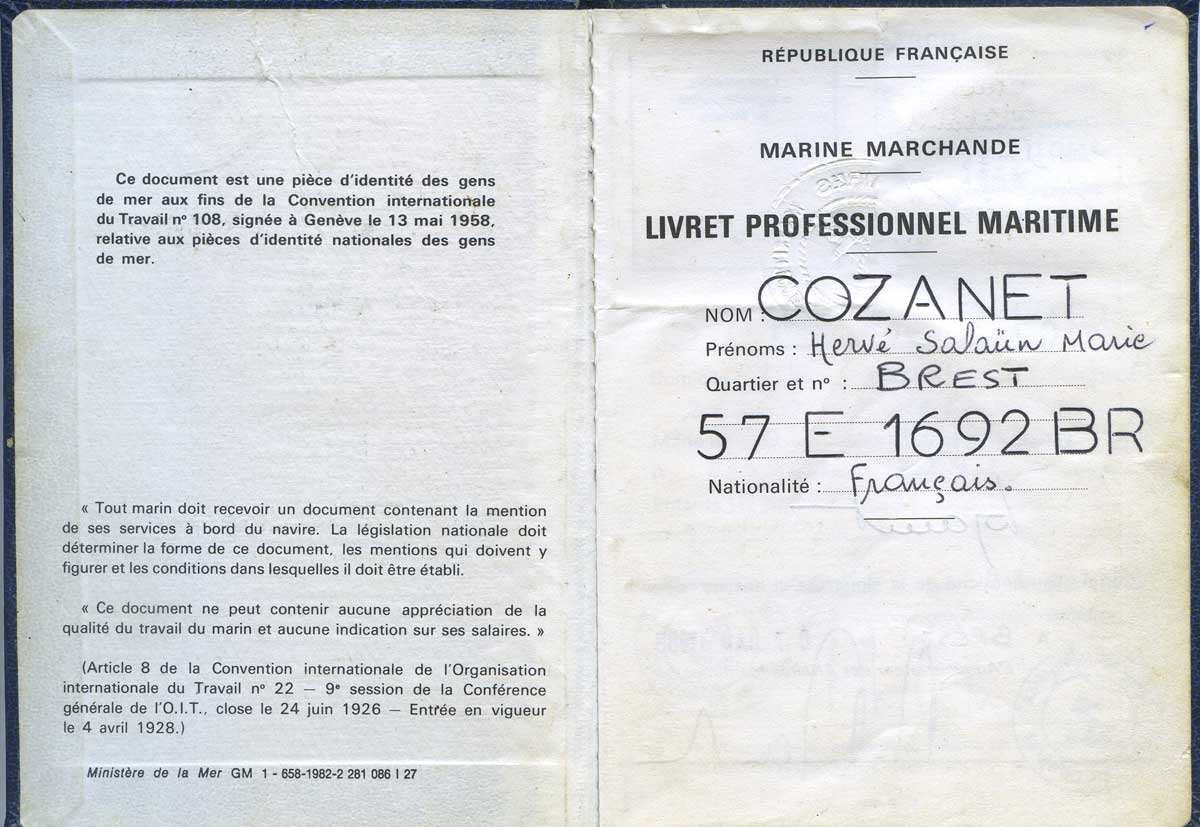 Ce document est une pièce d'identité des gens
de mer aux fins de la Convention internationale
du Travail nº 108, signée à Genève le 13 mai 1958,
relative aux pièces d'identité nationales des gens
de mer.
« Tout marin doit recevoir un document contenant la mention
de ses services à bord du navire. La législation nationale doit
déterminer la forme de ce document, les mentions qui doivent y
figurer et les conditions dans lesquelles il doit être établi.
« Ce document ne peut contenir aucune appréciation de la
qualité du travail du marin et aucune indication sur ses salaires. »
(Article 8 de la Convention internationale de l'Organisation
internationale du Travail nº 22 — 9e session de la Conférence
générale de l'O.I.T., close le 24 juin 1926 — Entrée en vigueur
le 4 avril 1928.)
Ministère de la Mer GM 1 - 658-1982-2 281 086 I 27
RÉPUBLIQUE FRANÇAISE
MARINE MARCHANDE
LIVRET PROFESSIONNEL MARITIME
NOM : COZANET
Prénoms : Hervé Salaün Marie
Quartier et nº : BREST
57 E 1692 BR
Nationalité : Français.